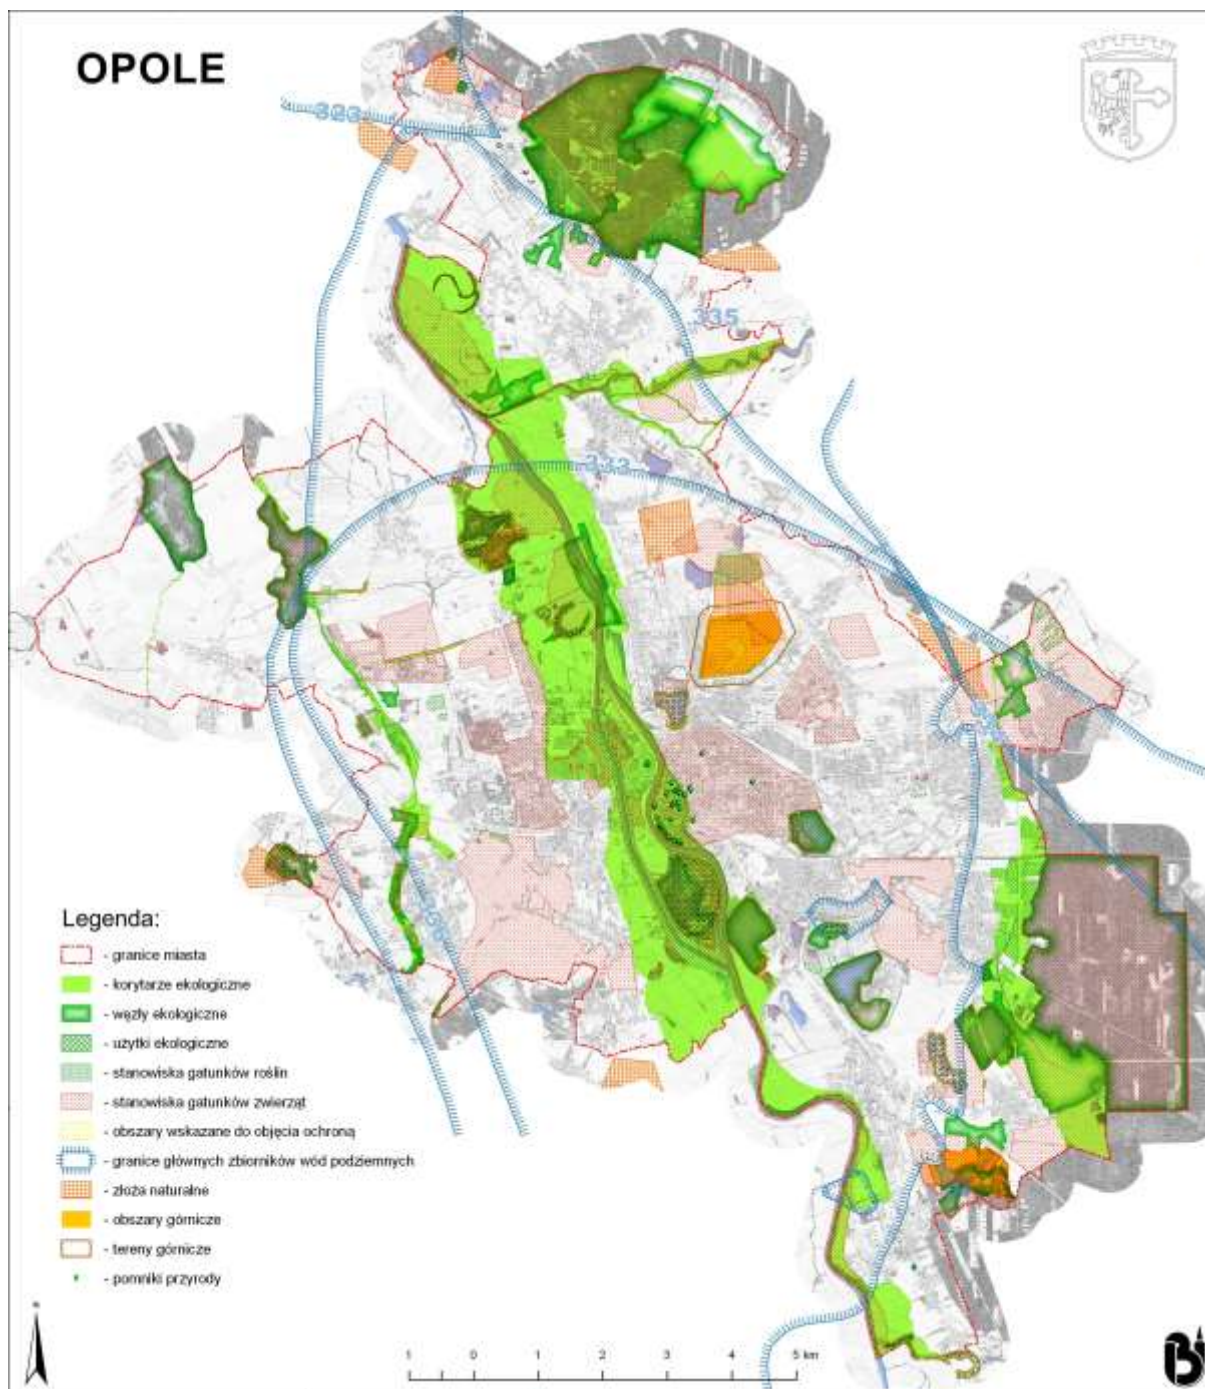 OPOLE
323
335
333
Legenda:
- granice miasta
- korytarze ekologiczne
- węzły ekologiczne
- użytki ekologiczne
- stanowiska gatunków roślin
- stanowiska gatunków zwierząt
- obszary wskazane do objęcia ochroną
- granice głównych zbiorników wód podziemnych
- złoża naturalne
- obszary górnicze
- tereny górnicze
- pomniki przyrody
1 0 1 2 3 4 5 km